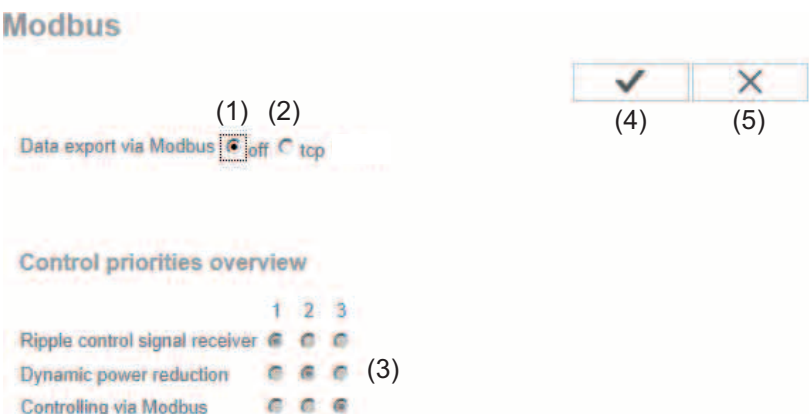 Modbus
(4) (5)
(1) (2)
Data export via Modbus off tcp
Control priorities overview
1 2 3
Ripple control signal receiver
Dynamic power reduction (3)
Controlling via Modbus